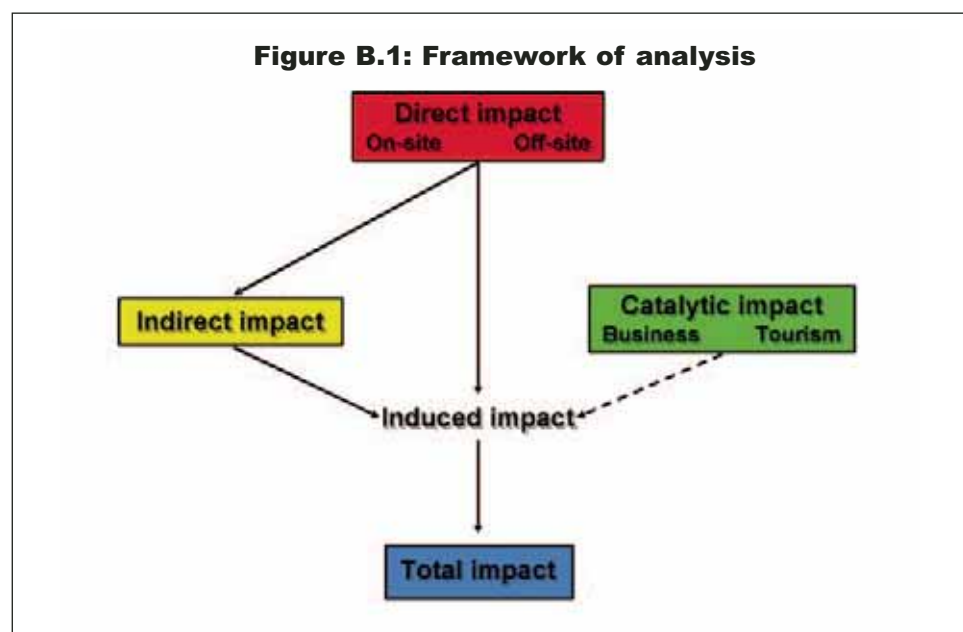 Figure B.1: Framework of analysis
Direct impact
On-site Off-site
Indirect impact
Catalytic impact
Business Tourism
Induced impact
Total impact